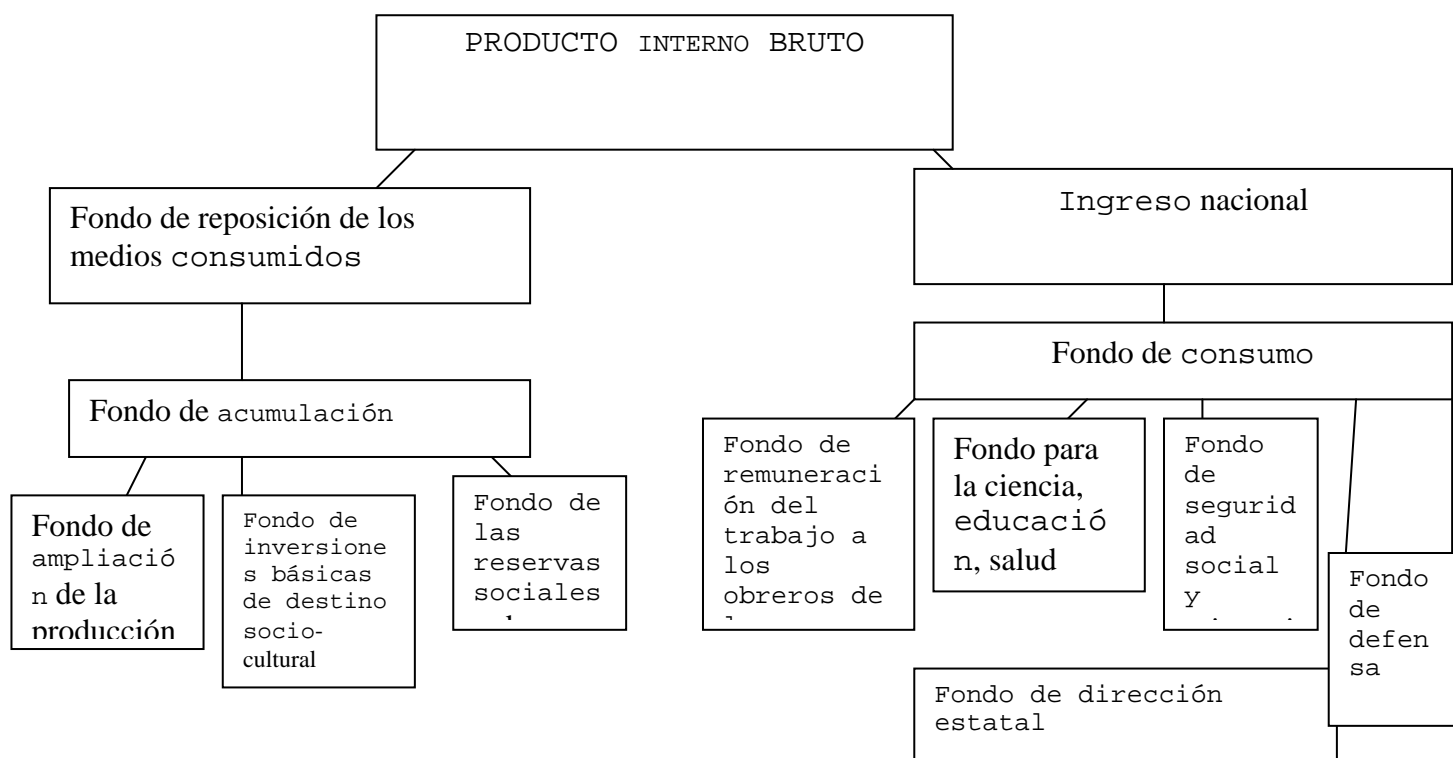 PRODUCTO INTERNO BRUTO
Fondo de reposición de los
medios consumidos
Ingreso nacional
Fondo de consumo
Fondo de acumulación
Fondo de
ampliació
n de la
producción
Fondo de
inversione
s básicas
de destino
socio-
cultural
Fondo de
las
reservas
sociales
Fondo de
remuneraci
ón del
trabajo a
los
obreros de
Fondo para
la ciencia,
educació
n, salud
Fondo
de
segurid
ad
social
y
Fondo
de
defen
sa
Fondo de dirección
estatal